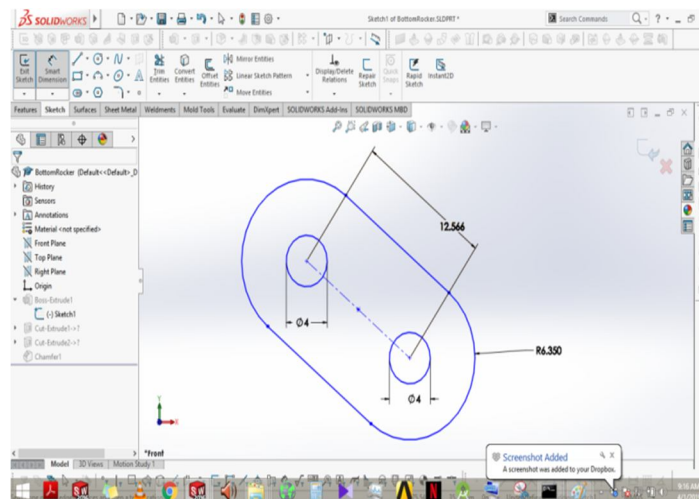 SOLIDWORKS
Sketch1 of BottomRocker.SLDPRT *
Search Commands
Exit Sketch
Smart Dimension
Trim Entities
Convert Entities
Offset Entities
Mirror Entities
Linear Sketch Pattern
Move Entities
Display/Delete Relations
Repair Sketch
Quick Snaps
Rapid Sketch
Instant2D
Features Sketch Surfaces Sheet Metal Weldments Mold Tools Evaluate DimXpert SOLIDWORKS Add-Ins SOLIDWORKS MBD
BottomRocker (Default<<Default>_D
History
Sensors
Annotations
Material <not specified>
Front Plane
Top Plane
Right Plane
Origin
Boss-Extrude1
(-) Sketch1
Cut-Extrude1->?
Cut-Extrude2->?
Chamfer1
12.566
Ø4
R6.350
Ø4
Y
X
*Front
Model 3D Views Motion Study 1
Screenshot Added
A screenshot was added to your Dropbox.